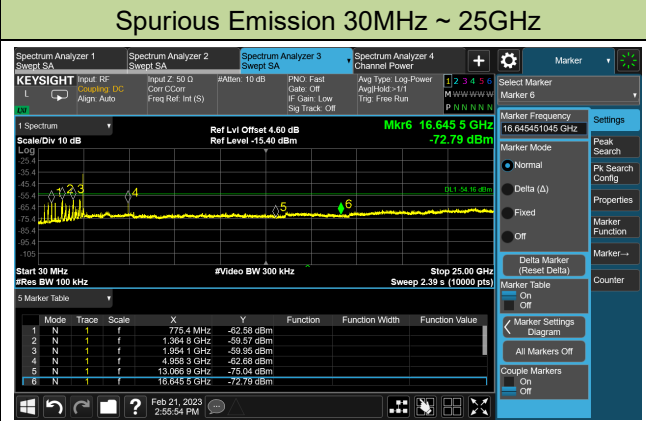 Spurious Emission 30MHz ~ 25GHz
Spectrum Analyzer 1
Swept SA
Spectrum Analyzer 2
Swept SA
Spectrum Analyzer 3
Swept SA
Spectrum Analyzer 4
Channel Power
Marker
KEYSIGHT
L
Input: RF
Coupling: DC
Align: Auto
Input Z: 50 Ω
Corr CCorr
Freq Ref: Int (S)
#Atten: 10 dB
PNO: Fast
Gate: Off
IF Gain: Low
Sig Track: Off
Avg Type: Log-Power
Avg|Hold:>1/1
Trig: Free Run
1 2 3 4 5 6
M W W W W W
P N N N N N
Select Marker
Marker 6
1 Spectrum
Scale/Div 10 dB
Ref Lvl Offset 4.60 dB
Ref Level -15.40 dBm
Mkr6 16.645 5 GHz
-72.79 dBm
Log
-25.4
-35.4
-45.4
-55.4
-65.4
-75.4
-85.4
-95.4
-105
1
2
3
4
5
6
DL1 -54.16 dBm
Start 30 MHz
#Res BW 100 kHz
#Video BW 300 kHz
Stop 25.00 GHz
Sweep 2.39 s (10000 pts)
5 Marker Table
Mode Trace Scale X Y Function Function Width Function Value
1 N 1 f 775.4 MHz -62.58 dBm
2 N 1 f 1.364 8 GHz -59.57 dBm
3 N 1 f 1.954 1 GHz -59.95 dBm
4 N 1 f 4.958 3 GHz -62.68 dBm
5 N 1 f 13.066 9 GHz -75.04 dBm
6 N 1 f 16.645 5 GHz -72.79 dBm
Marker Frequency
16.645451045 GHz
Marker Mode
Normal
Delta (Δ)
Fixed
Off
Delta Marker
(Reset Delta)
Marker Table
On
Off
Marker Settings
Diagram
All Markers Off
Couple Markers
On
Off
Settings
Peak
Search
Pk Search
Config
Properties
Marker
Function
Marker→
Counter
?
Feb 21, 2023
2:55:54 PM